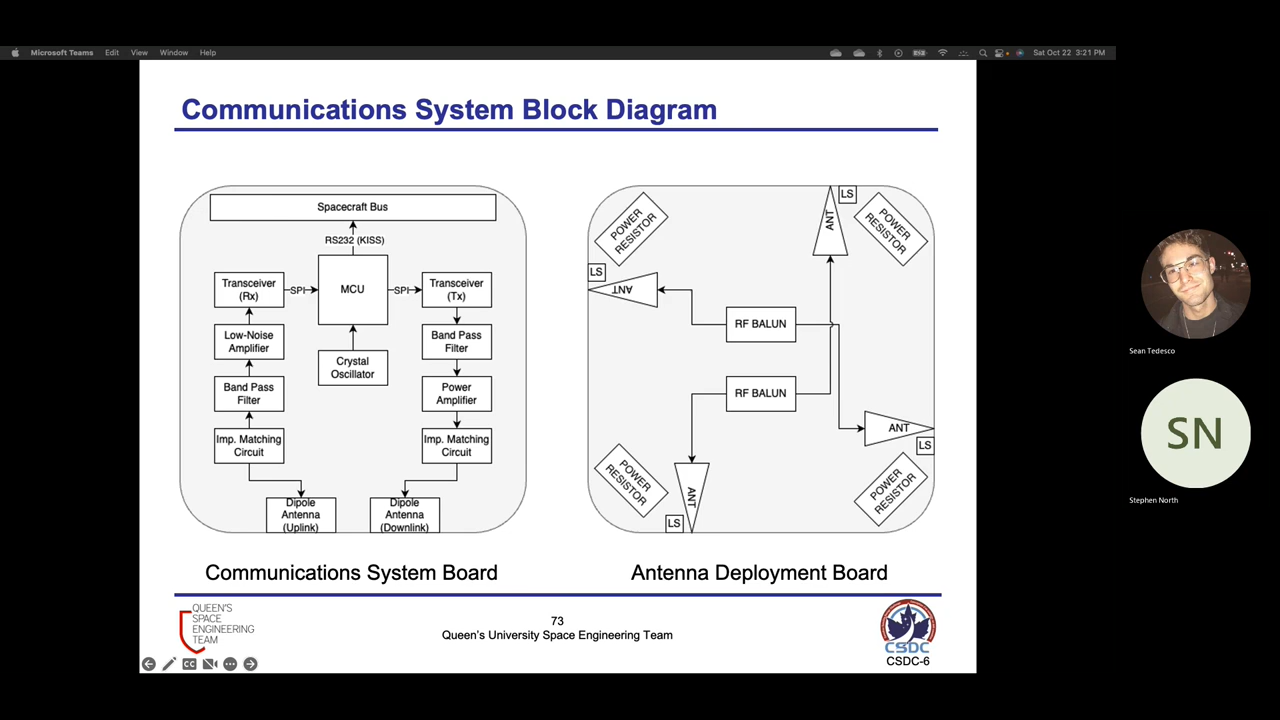 Microsoft Teams Edit View Window Help
Sat Oct 22 3:21 PM
Communications System Block Diagram
Spacecraft Bus
RS232 (KISS)
Transceiver
(Rx)
SPI
MCU
SPI
Transceiver
(Tx)
Low-Noise
Amplifier
Band Pass
Filter
Crystal
Oscillator
Band Pass
Filter
Power
Amplifier
Imp. Matching
Circuit
Imp. Matching
Circuit
Dipole
Antenna
(Uplink)
Dipole
Antenna
(Downlink)
Communications System Board
POWER
RESISTOR
LS
ANT
POWER
RESISTOR
LS
ANT
RF BALUN
RF BALUN
ANT
LS
POWER
RESISTOR
ANT
LS
POWER
RESISTOR
Antenna Deployment Board
QUEEN'S
SPACE
ENGINEERING
TEAM
73
Queen's University Space Engineering Team
CSDC
CSDC-6
CC
Sean Tedesco
SN
Stephen North